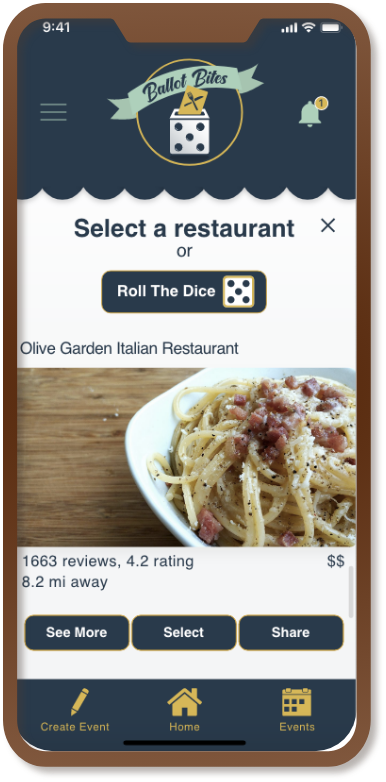 9:41
Ballot Bites
1
Select a restaurant
or
Roll The Dice
Olive Garden Italian Restaurant
1663 reviews, 4.2 rating
$$
8.2 mi away
See More
Select
Share
Create Event
Home
Events